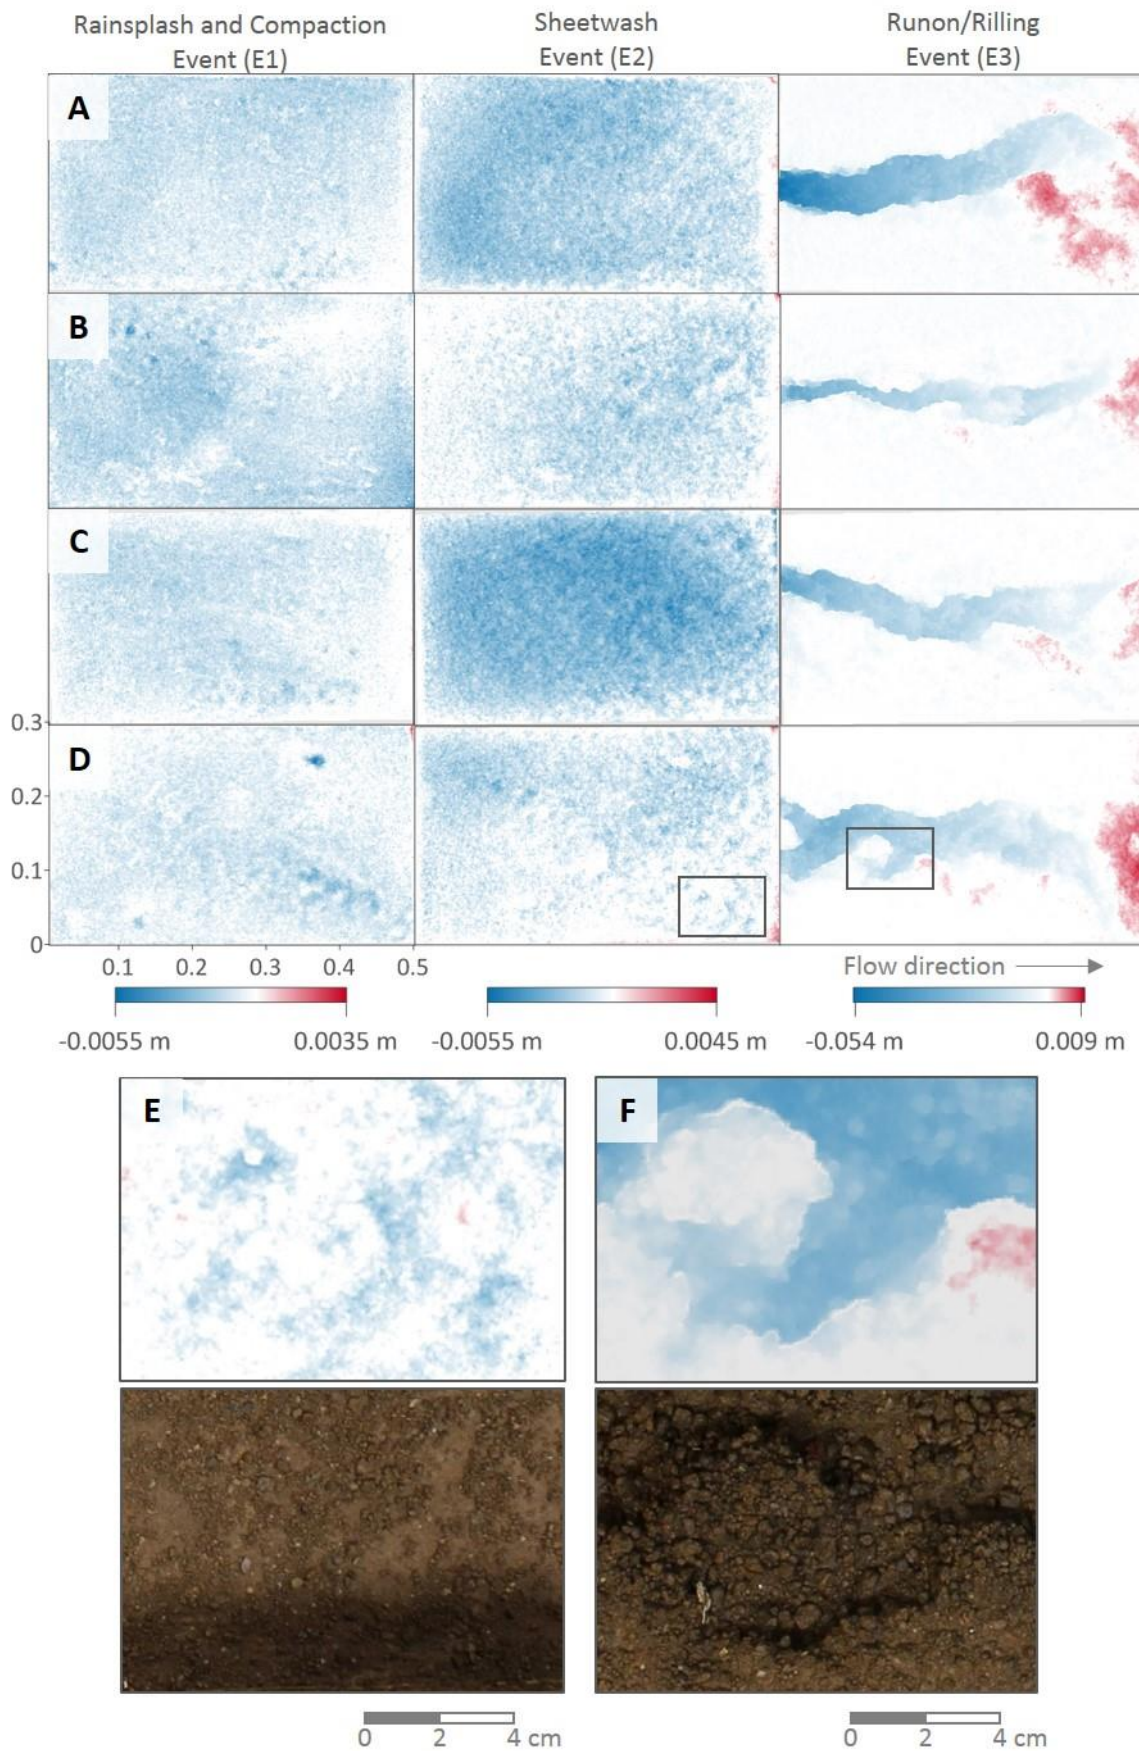 Rainsplash and Compaction
Event (E1)
Sheetwash
Event (E2)
Runon/Rilling
Event (E3)
A
B
C
D
0.3
0.2
0.1
0
0.1 0.2 0.3 0.4 0.5
Flow direction
-0.0055 m 0.0035 m
-0.0055 m 0.0045 m
-0.054 m 0.009 m
E
F
0 2 4 cm
0 2 4 cm